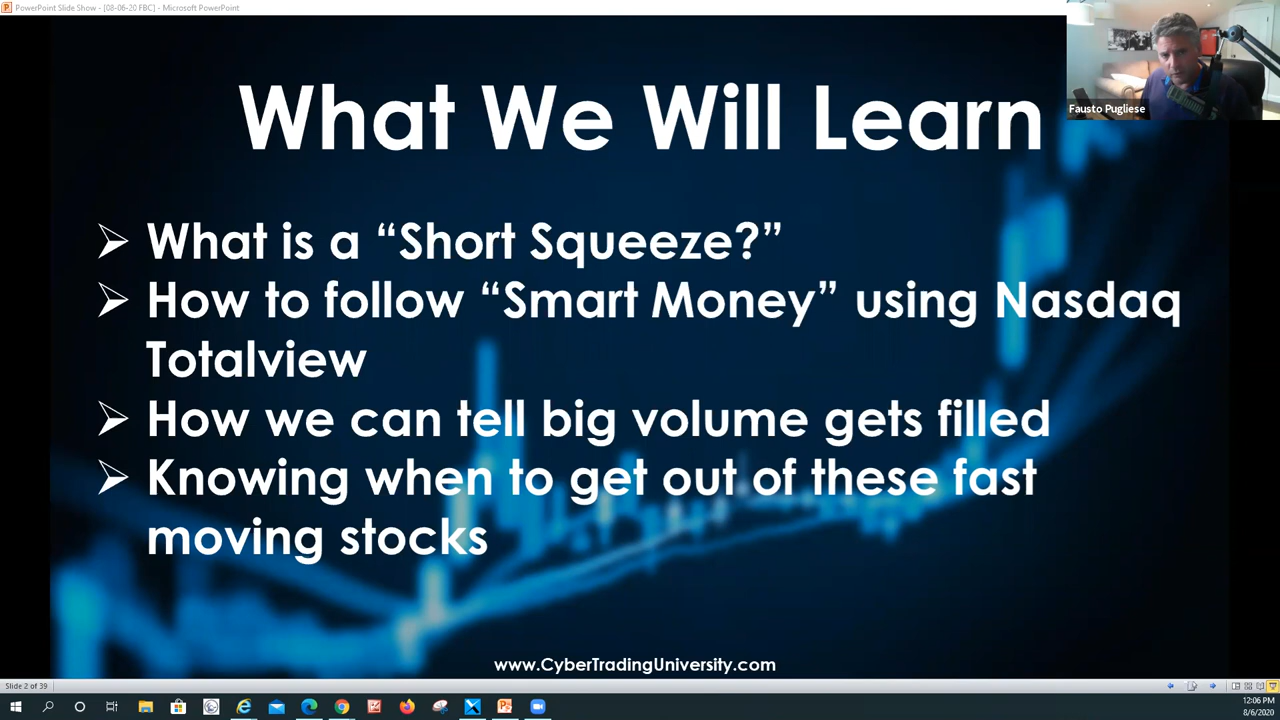 PowerPoint Slide Show - [08-06-20 FBC] - Microsoft PowerPoint
Fausto Pugliese
What We Will Learn
➢ What is a “Short Squeeze?”
➢ How to follow “Smart Money” using Nasdaq
Totalview
➢ How we can tell big volume gets filled
➢ Knowing when to get out of these fast
moving stocks
www.CyberTradingUniversity.com
Slide 2 of 39
12:06 PM
8/6/2020